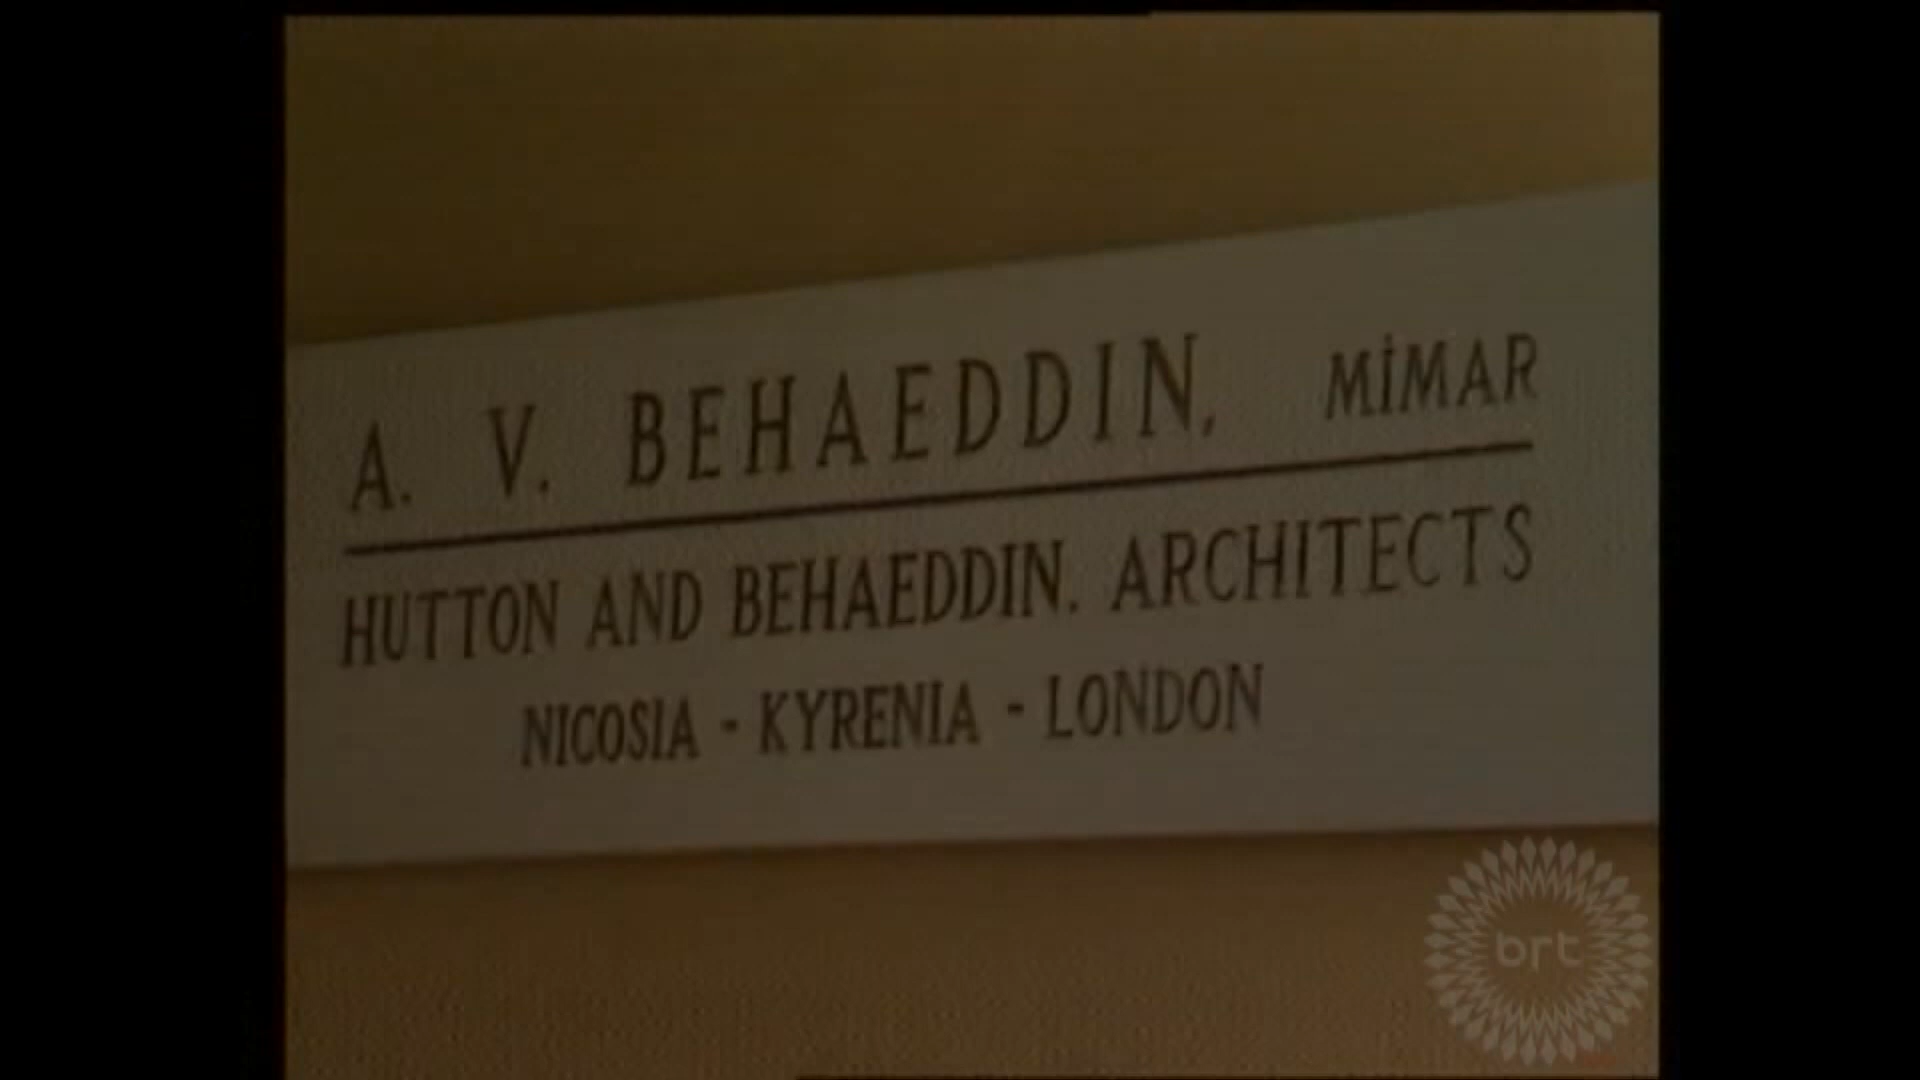 A. V. BEHAEDDIN, MİMAR
HUTTON AND BEHAEDDIN. ARCHITECTS
NICOSIA - KYRENIA - LONDON
brt